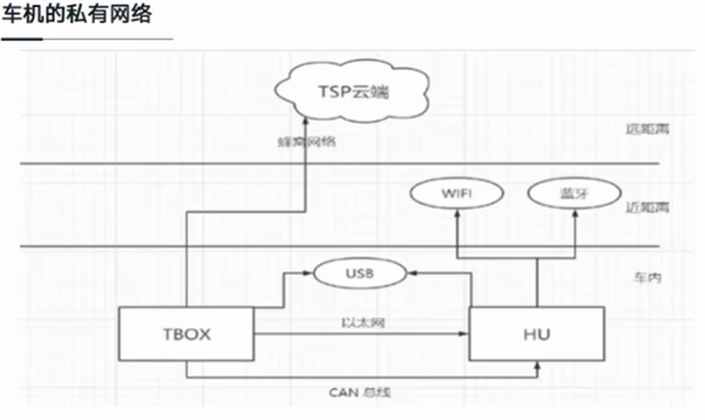 车机的私有网络
TSP云端
远距离
蜂窝网络
WIFI
蓝牙
近距离
USB
车内
以太网
TBOX
HU
CAN 总线